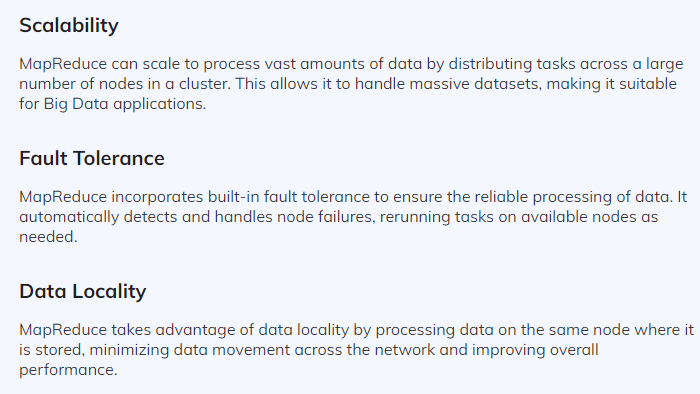 Scalability
MapReduce can scale to process vast amounts of data by distributing tasks across a large
number of nodes in a cluster. This allows it to handle massive datasets, making it suitable
for Big Data applications.
Fault Tolerance
MapReduce incorporates built-in fault tolerance to ensure the reliable processing of data. It
automatically detects and handles node failures, rerunning tasks on available nodes as
needed.
Data Locality
MapReduce takes advantage of data locality by processing data on the same node where it
is stored, minimizing data movement across the network and improving overall
performance.